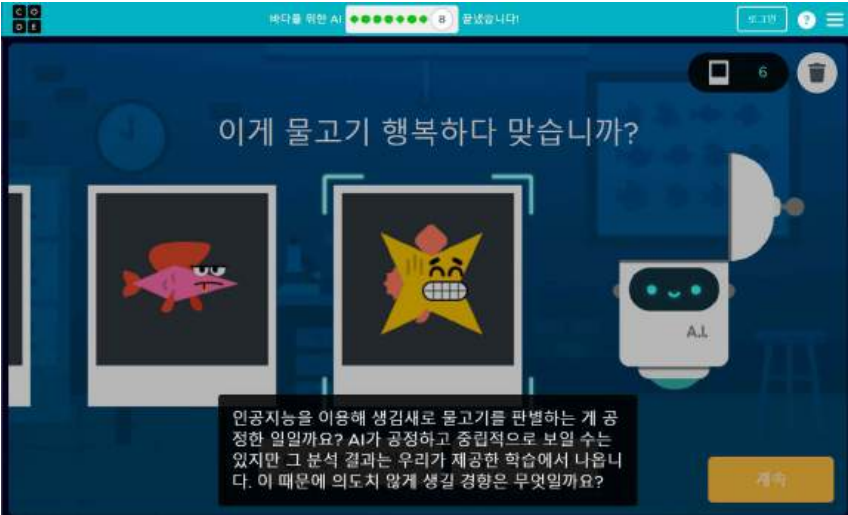 CO
DE
바다를 위한 AI 8 끝냈습니다!
로그인 ?
6
이게 물고기 행복하다 맞습니까?
A.I.
인공지능을 이용해 생김새로 물고기를 판별하는 게 공
정한 일일까요? AI가 공정하고 중립적으로 보일 수는
있지만 그 분석 결과는 우리가 제공한 학습에서 나옵니
다. 이 때문에 의도치 않게 생길 경향은 무엇일까요?
계속